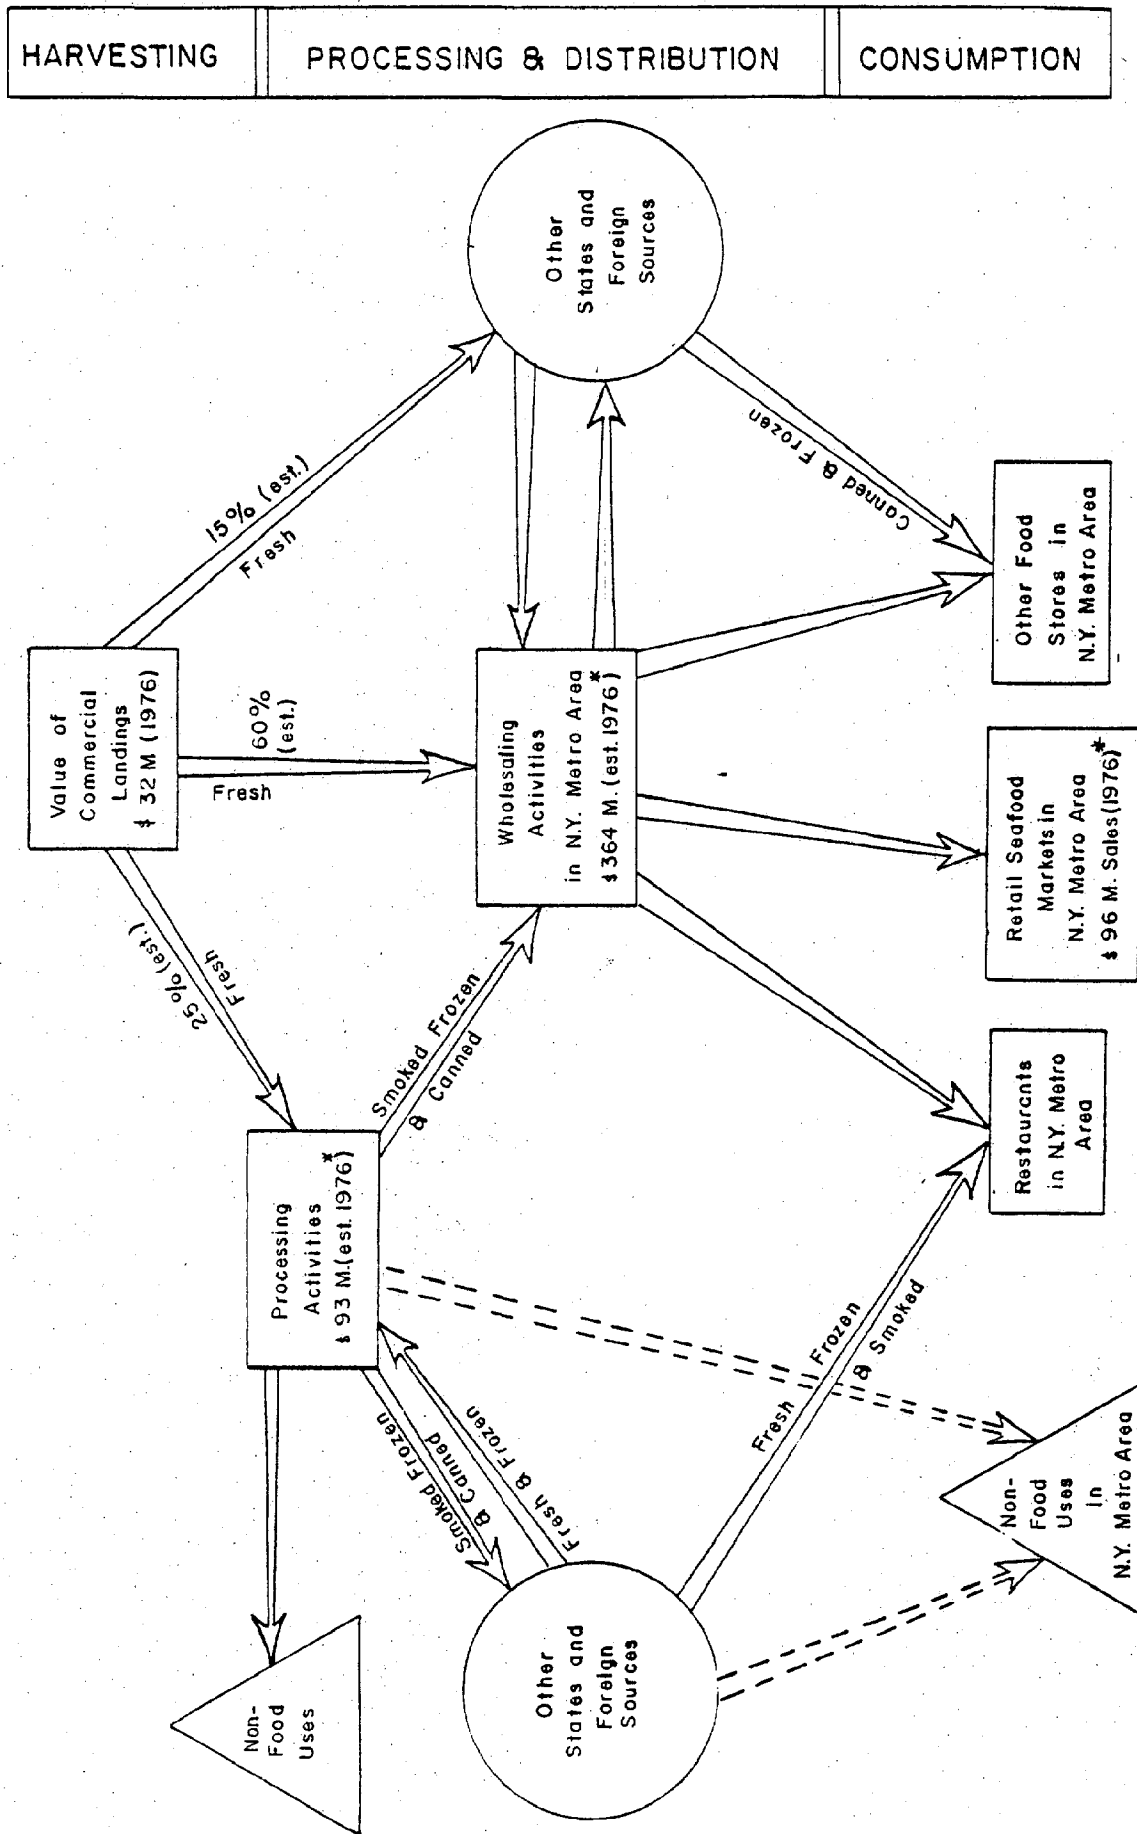 HARVESTING
PROCESSING & DISTRIBUTION
CONSUMPTION
Value of
Commercial
Landings
$ 32 M (1976)
25% (est.)
Fresh
60%
(est.)
Fresh
15% (est.)
Fresh
Non-
Food
Uses
Processing
Activities
$ 93 M.(est. 1976)*
Smoked Frozen
& Canned
Smoked Frozen
& Canned
Fresh & Frozen
Other
States and
Foreign
Sources
Wholesaling
Activities
in N.Y. Metro Area
$364 M. (est. 1976)*
Other
States and
Foreign
Sources
Canned & Frozen
Fresh Frozen
& Smoked
Non-
Food
Uses
in
N.Y. Metro Area
Restaurants
in N.Y. Metro
Area
Retail Seafood
Markets in
N.Y. Metro Area
$ 96 M. Sales (1976)*
Other Food
Stores in
N.Y. Metro Area